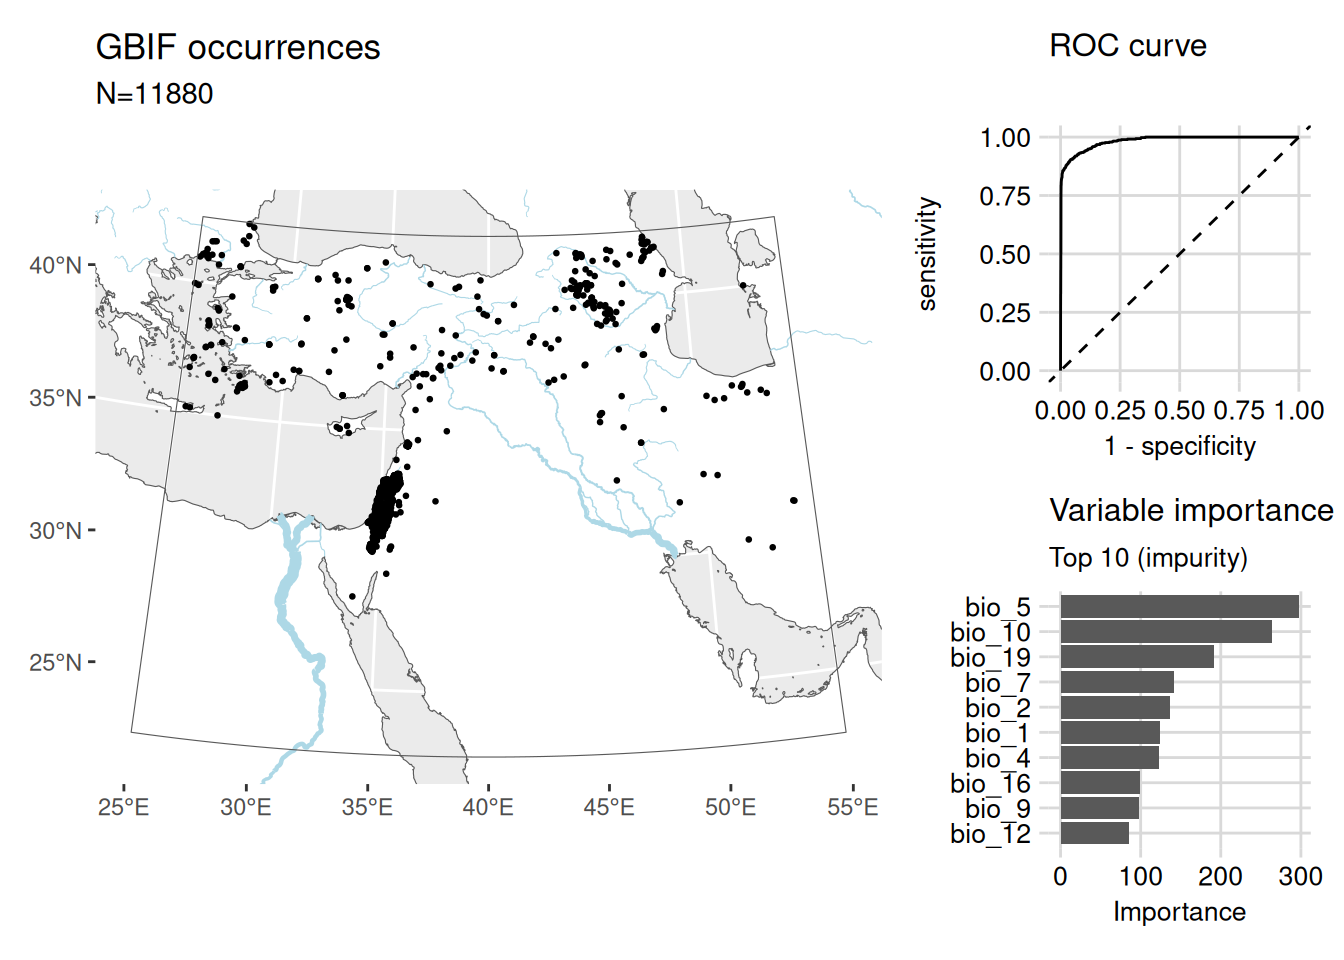 GBIF occurrences
N=11880
40°N
35°N
30°N
25°N
25°E 30°E 35°E 40°E 45°E 50°E 55°E
ROC curve
sensitivity
1.00
0.75
0.50
0.25
0.00
0.00 0.25 0.50 0.75 1.00
1 - specificity
Variable importance
Top 10 (impurity)
bio_5
bio_10
bio_19
bio_7
bio_2
bio_1
bio_4
bio_16
bio_9
bio_12
0 100 200 300
Importance